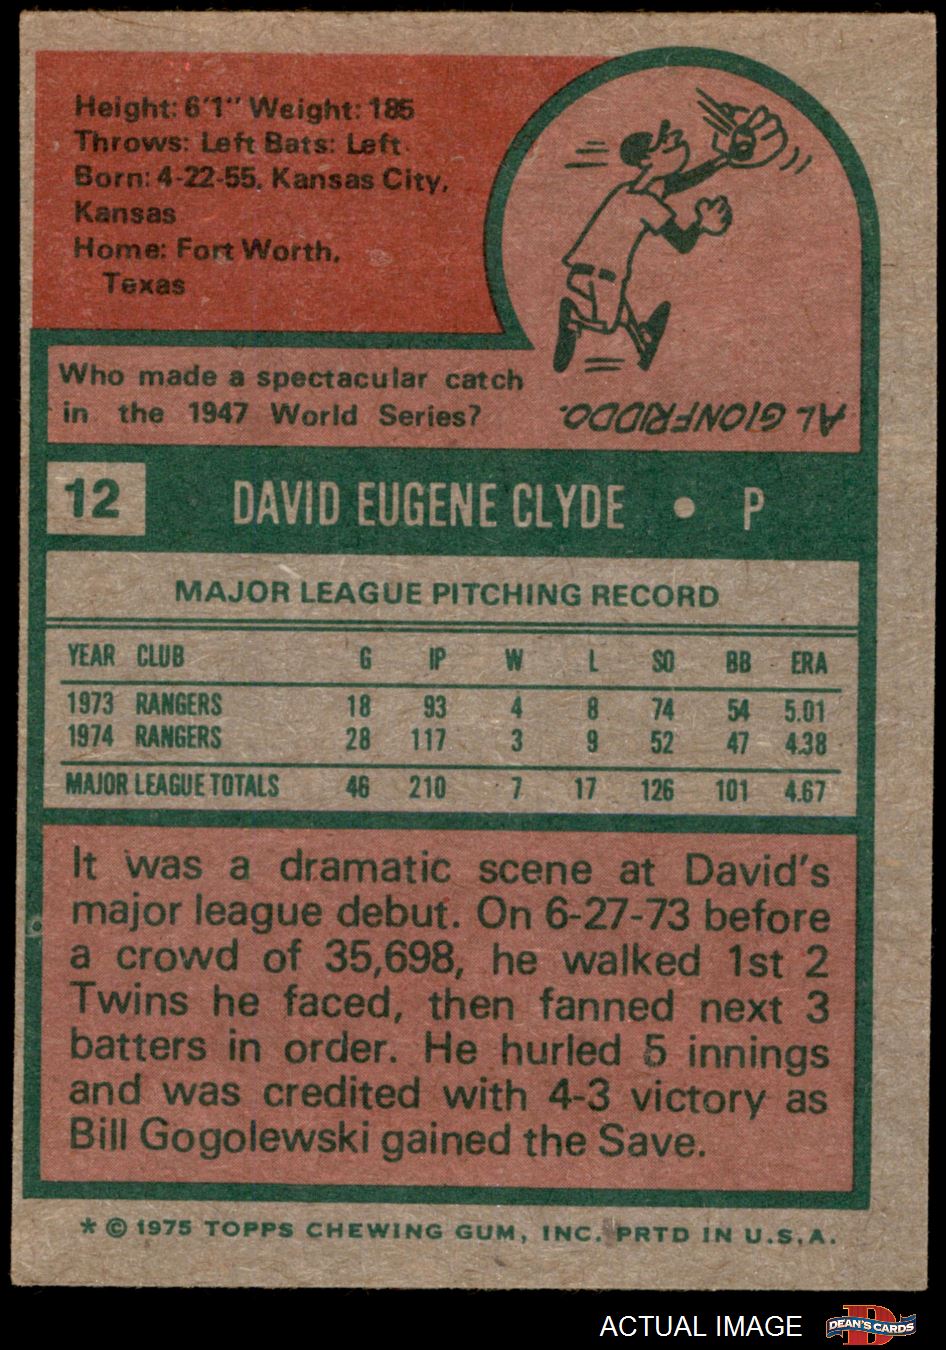 Height: 6'1" Weight: 185
Throws: Left Bats: Left
Born: 4-22-55, Kansas City,
Kansas
Home: Fort Worth,
Texas
Who made a spectacular catch
in the 1947 World Series?
AL GIONFRIDDO.
12 DAVID EUGENE CLYDE • P
MAJOR LEAGUE PITCHING RECORD
YEAR CLUB G IP W L SO BB ERA
1973 RANGERS 18 93 4 8 74 54 5.01
1974 RANGERS 28 117 3 9 52 47 4.38
MAJOR LEAGUE TOTALS 46 210 7 17 126 101 4.67
It was a dramatic scene at David's
major league debut. On 6-27-73 before
a crowd of 35,698, he walked 1st 2
Twins he faced, then fanned next 3
batters in order. He hurled 5 innings
and was credited with 4-3 victory as
Bill Gogolewski gained the Save.
* © 1975 TOPPS CHEWING GUM, INC. PRTD IN U.S.A.
ACTUAL IMAGE
D
DEAN'S CARDS